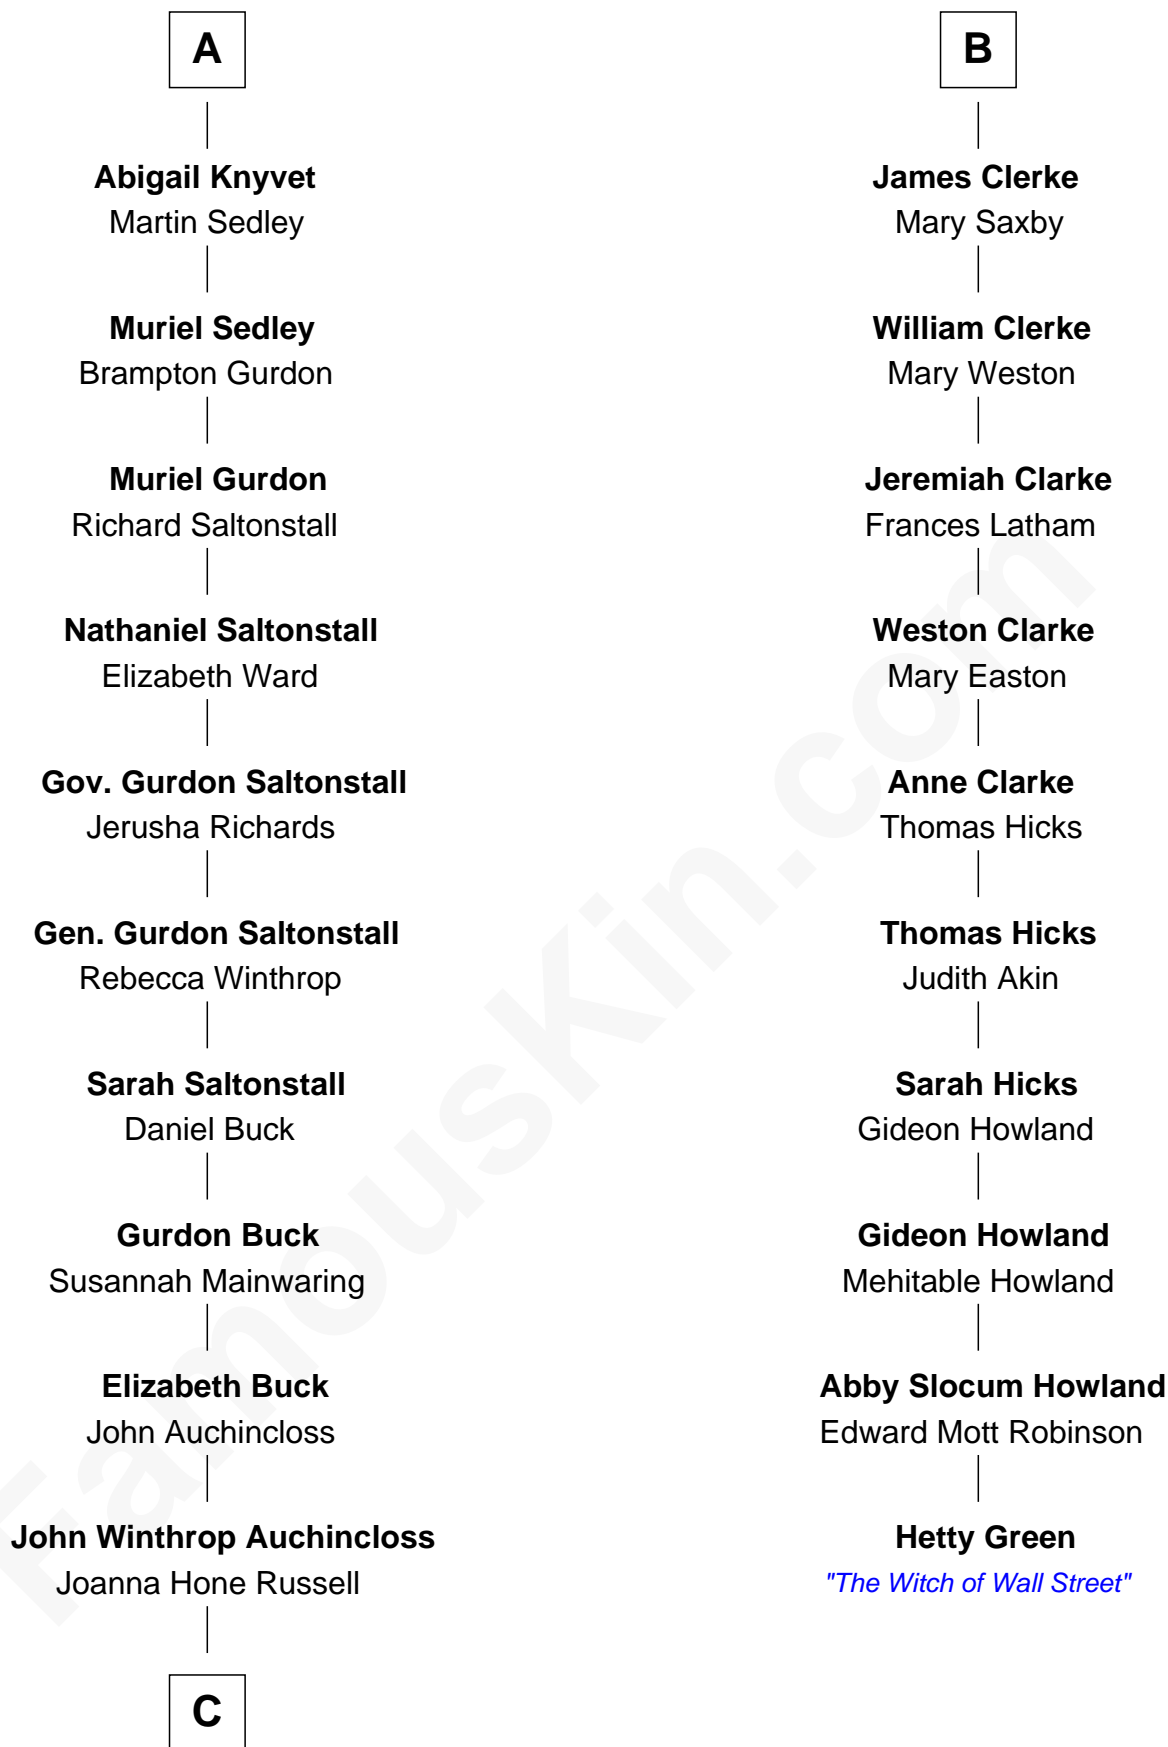 A
Abigail Knyvet
Martin Sedley
Muriel Sedley
Brampton Gurdon
Muriel Gurdon
Richard Saltonstall
Nathaniel Saltonstall
Elizabeth Ward
Gov. Gurdon Saltonstall
Jerusha Richards
Gen. Gurdon Saltonstall
Rebecca Winthrop
Sarah Saltonstall
Daniel Buck
Gurdon Buck
Susannah Mainwaring
Elizabeth Buck
John Auchincloss
John Winthrop Auchincloss
Joanna Hone Russell
C
B
James Clerke
Mary Saxby
William Clerke
Mary Weston
Jeremiah Clarke
Frances Latham
Weston Clarke
Mary Easton
Anne Clarke
Thomas Hicks
Thomas Hicks
Judith Akin
Sarah Hicks
Gideon Howland
Gideon Howland
Mehitable Howland
Abby Slocum Howland
Edward Mott Robinson
Hetty Green
"The Witch of Wall Street"
FamousKin.com